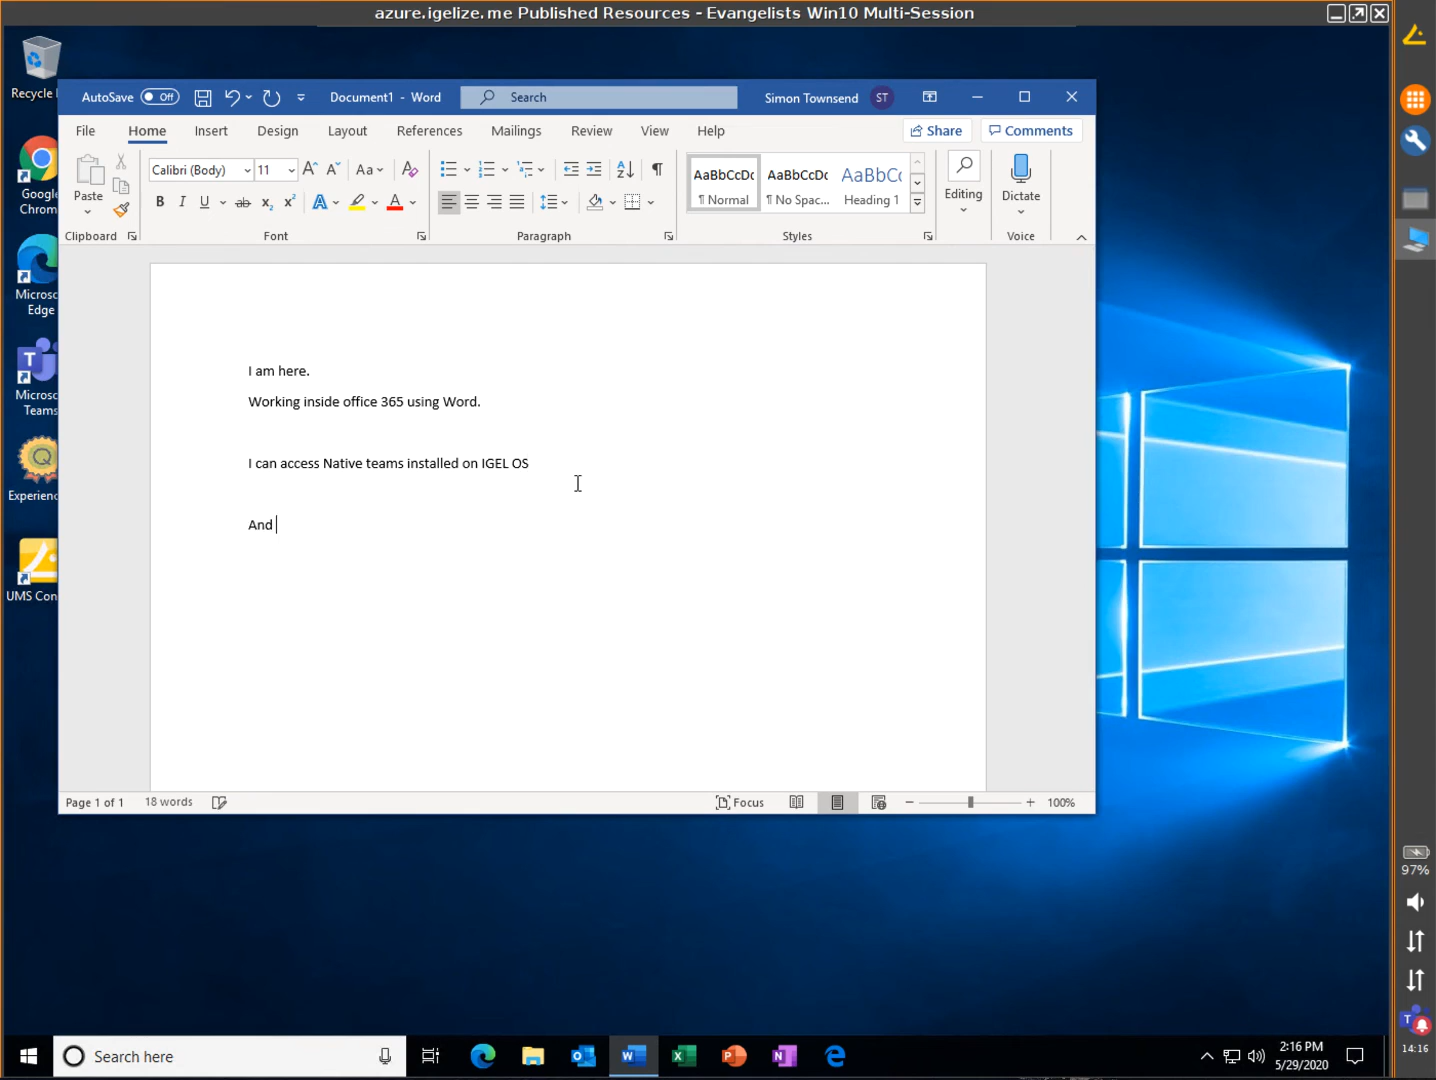 azure.igelize.me Published Resources - Evangelists Win10 Multi-Session
Recycle
AutoSave Off Document1 - Word Search Simon Townsend ST
File Home Insert Design Layout References Mailings Review View Help Share Comments
Google
Chrom
Microsc
Edge
Microsc
Teams
Experienc
UMS Con
Paste
Calibri (Body) 11
Aa
B I U ab x2 x2 A A
AaBbCcDc AaBbCcDc AaBbCc
¶ Normal ¶ No Spac... Heading 1
Editing
Dictate
Clipboard Font Paragraph Styles Voice
I am here.
Working inside office 365 using Word.
I can access Native teams installed on IGEL OS
And
Page 1 of 1 18 words Focus 100%
97%
Search here
2:16 PM
5/29/2020
14:16